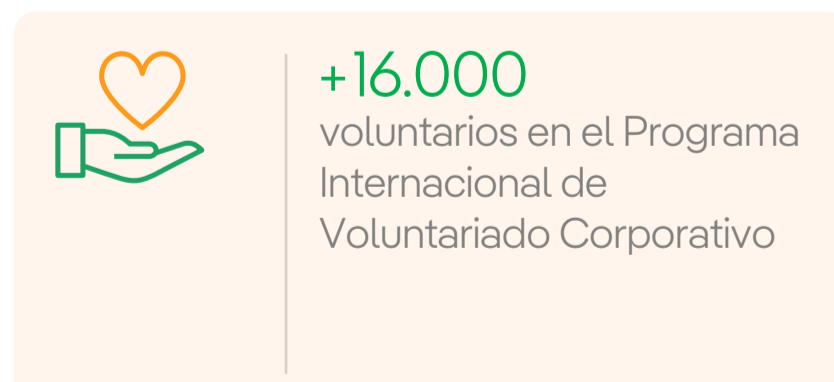 +16.000
voluntarios en el Programa
Internacional de
Voluntariado Corporativo